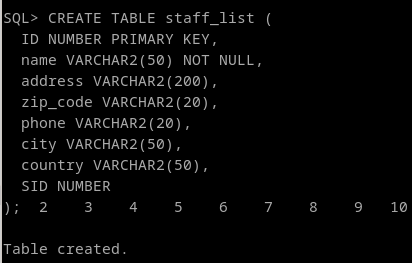 SQL> CREATE TABLE staff_list (
  ID NUMBER PRIMARY KEY,
  name VARCHAR2(50) NOT NULL,
  address VARCHAR2(200),
  zip_code VARCHAR2(20),
  phone VARCHAR2(20),
  city VARCHAR2(50),
  country VARCHAR2(50),
  SID NUMBER
);  2    3    4    5    6    7    8    9   10
Table created.